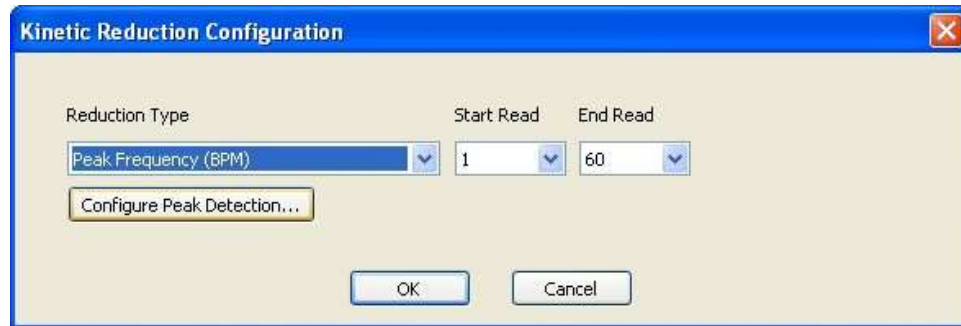 Kinetic Reduction Configuration
Reduction Type Start Read End Read
Peak Frequency (BPM) 1 60
Configure Peak Detection...
OK Cancel